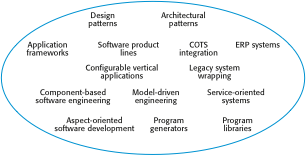 Design
patterns
Architectural
patterns
Application
frameworks
Software product
lines
COTS
integration
ERP systems
Configurable vertical
applications
Legacy system
wrapping
Component-based
software engineering
Model-driven
engineering
Service-oriented
systems
Aspect-oriented
software development
Program
generators
Program
libraries